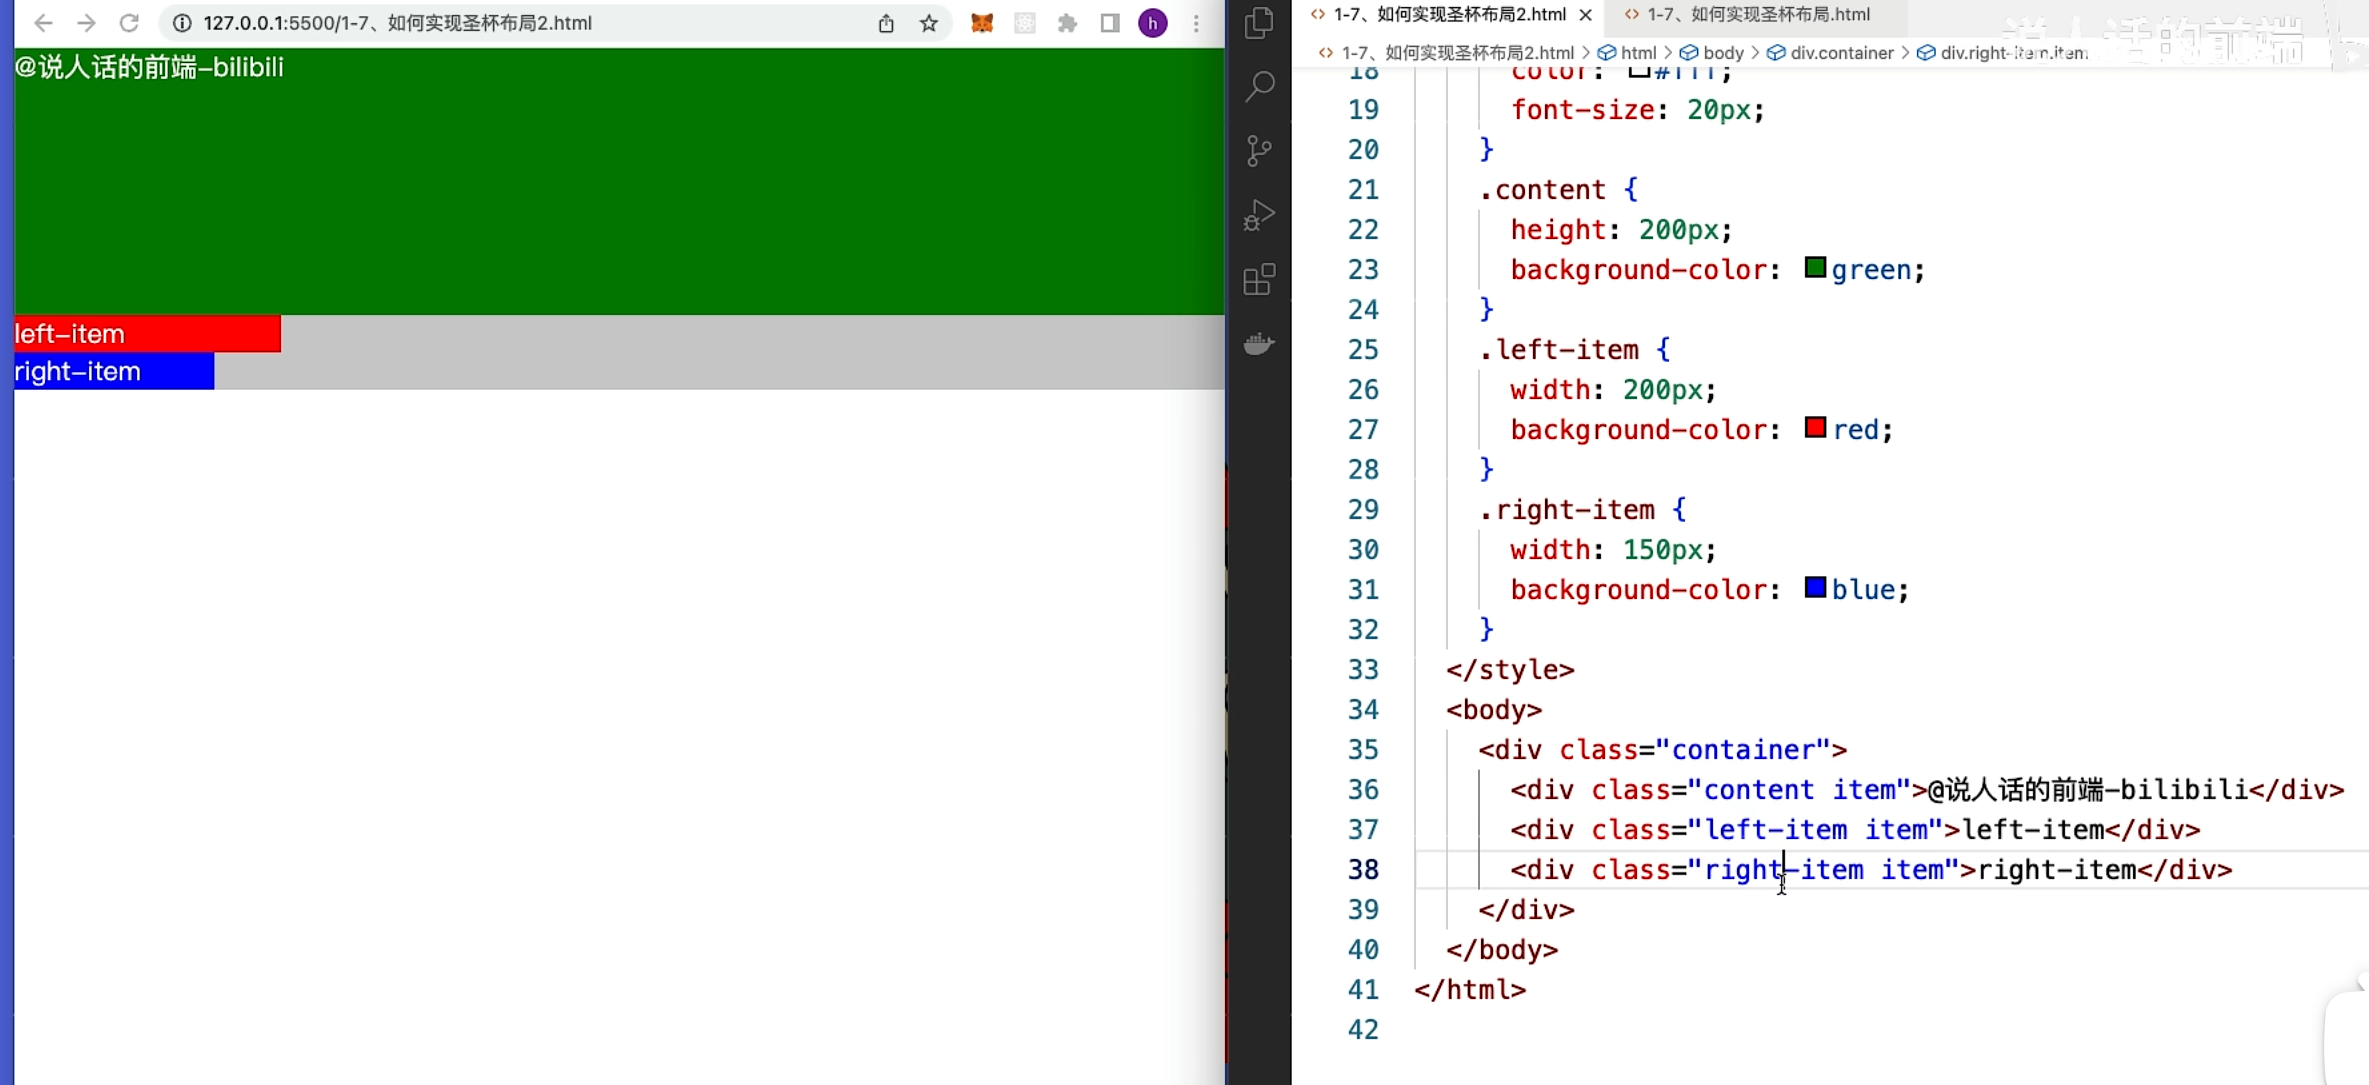 127.0.0.1:5500/1-7、如何实现圣杯布局2.html
@说人话的前端-bilibili
left-item
right-item
h
1-7、如何实现圣杯布局2.html
1-7、如何实现圣杯布局.html
说人话的前端
1-7、如何实现圣杯布局2.html > html > body > div.container > div.right-item.item
18 color: #fff;
19 font-size: 20px;
20 }
21 .content {
22 height: 200px;
23 background-color: green;
24 }
25 .left-item {
26 width: 200px;
27 background-color: red;
28 }
29 .right-item {
30 width: 150px;
31 background-color: blue;
32 }
33 </style>
34 <body>
35 <div class="container">
36 <div class="content item">@说人话的前端-bilibili</div>
37 <div class="left-item item">left-item</div>
38 <div class="right-item item">right-item</div>
39 </div>
40 </body>
41 </html>
42